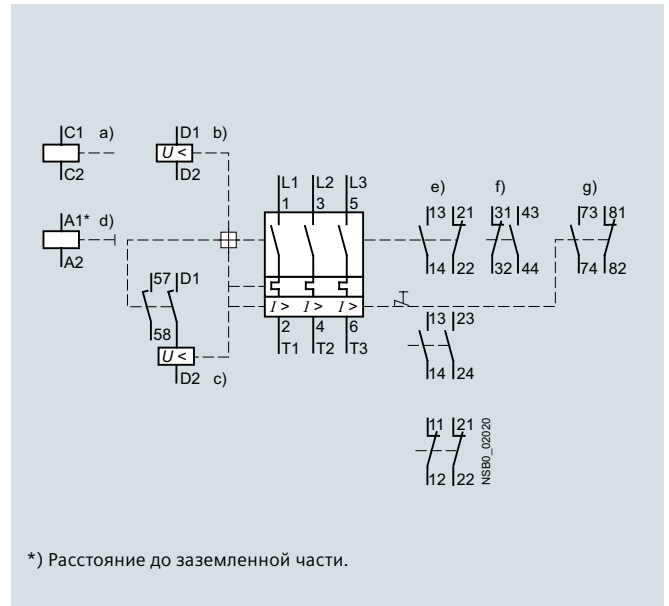 C1 a) D1 b)
C2 U < D2
L1 L2 L3 e) f) g)
1 3 5 13 21 31 43 73 81
A1* d)
A2 14 22 32 44 74 82
57 D1
I > I > I >
58 2 4 6 13 23
U < T1 T2 T3
D2 c) 14 24
11 21
12 22
NSB0_02020
*) Расстояние до заземленной части.